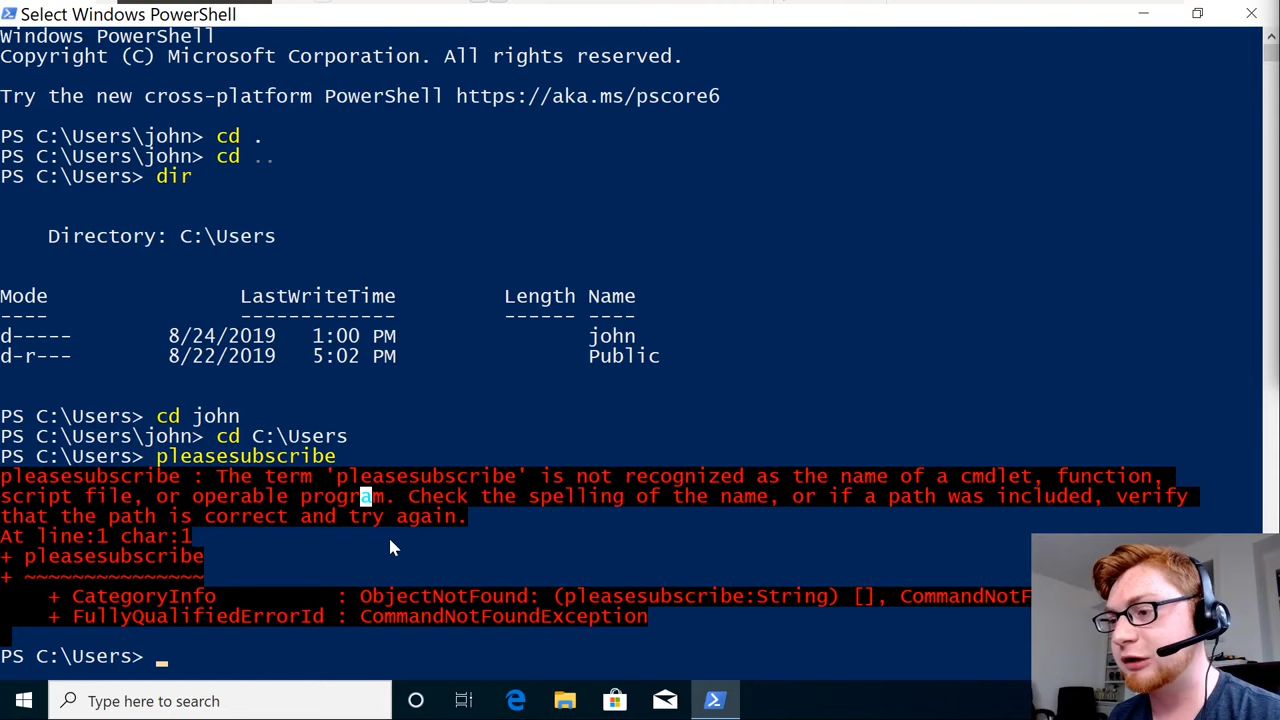 Select Windows PowerShell
Windows PowerShell
Copyright (C) Microsoft Corporation. All rights reserved.
Try the new cross-platform PowerShell https://aka.ms/pscore6
PS C:\Users\john> cd .
PS C:\Users\john> cd ..
PS C:\Users> dir
Directory: C:\Users
Mode LastWriteTime Length Name
---- ------------- ------ ----
d----- 8/24/2019 1:00 PM john
d-r--- 8/22/2019 5:02 PM Public
PS C:\Users> cd john
PS C:\Users\john> cd C:\Users
PS C:\Users> pleasesubscribe
pleasesubscribe : The term 'pleasesubscribe' is not recognized as the name of a cmdlet, function,
script file, or operable program. Check the spelling of the name, or if a path was included, verify
that the path is correct and try again.
At line:1 char:1
+ pleasesubscribe
+ ~~~~~~~~~~~~~~~
+ CategoryInfo : ObjectNotFound: (pleasesubscribe:String) [], CommandNotF
+ FullyQualifiedErrorId : CommandNotFoundException
PS C:\Users> _
Type here to search